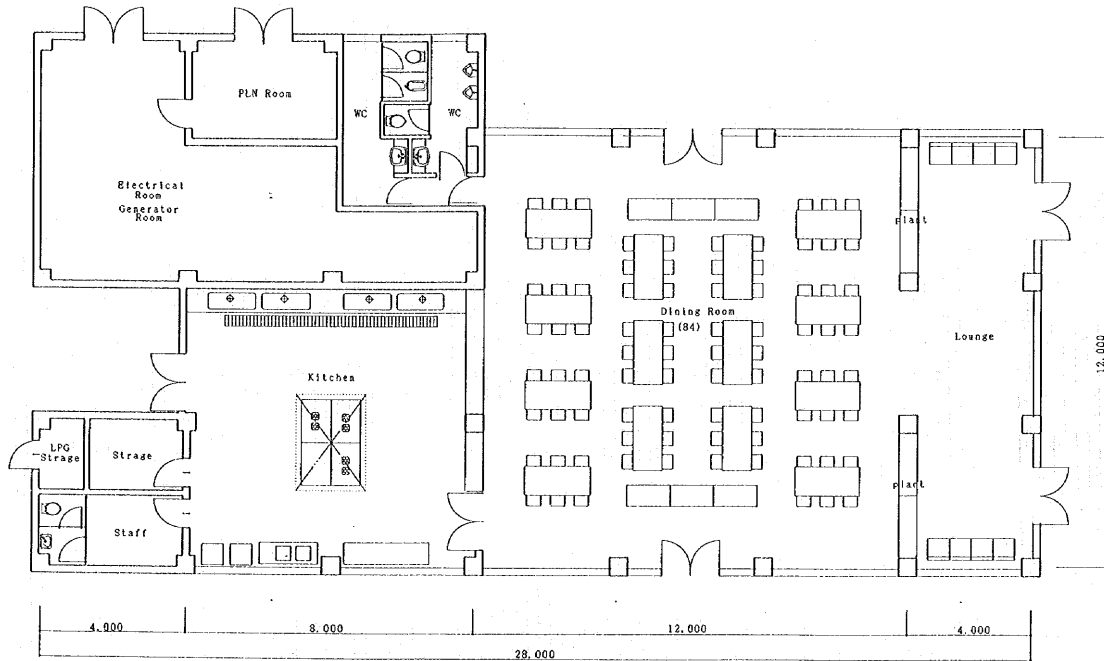 PLN Room
WC
WC
Electrical
Room
Generator
Room
plant
Dining Room
(84)
Lounge
12.000
Kitchen
LPG
Strage
Strage
plant
Staff
4.000
8.000
12.000
4.000
28.000